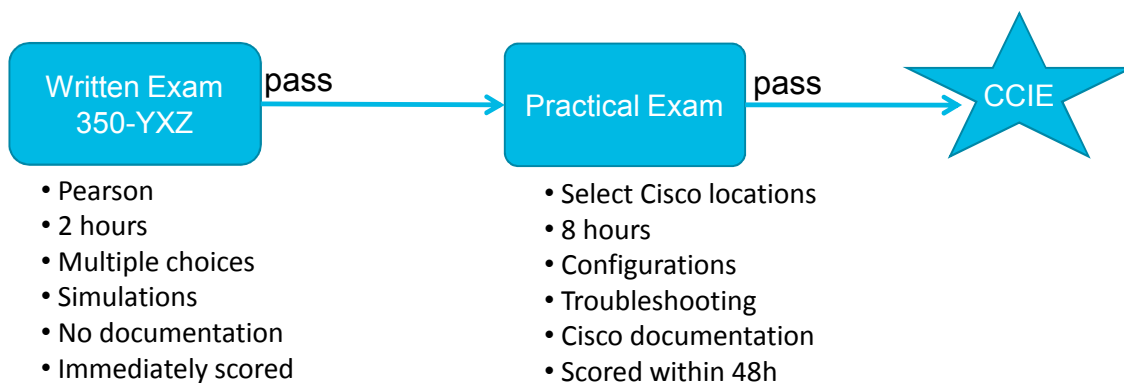 Written Exam
350-YXZ
pass
Practical Exam
pass
CCIE
• Pearson
• 2 hours
• Multiple choices
• Simulations
• No documentation
• Immediately scored
• Select Cisco locations
• 8 hours
• Configurations
• Troubleshooting
• Cisco documentation
• Scored within 48h